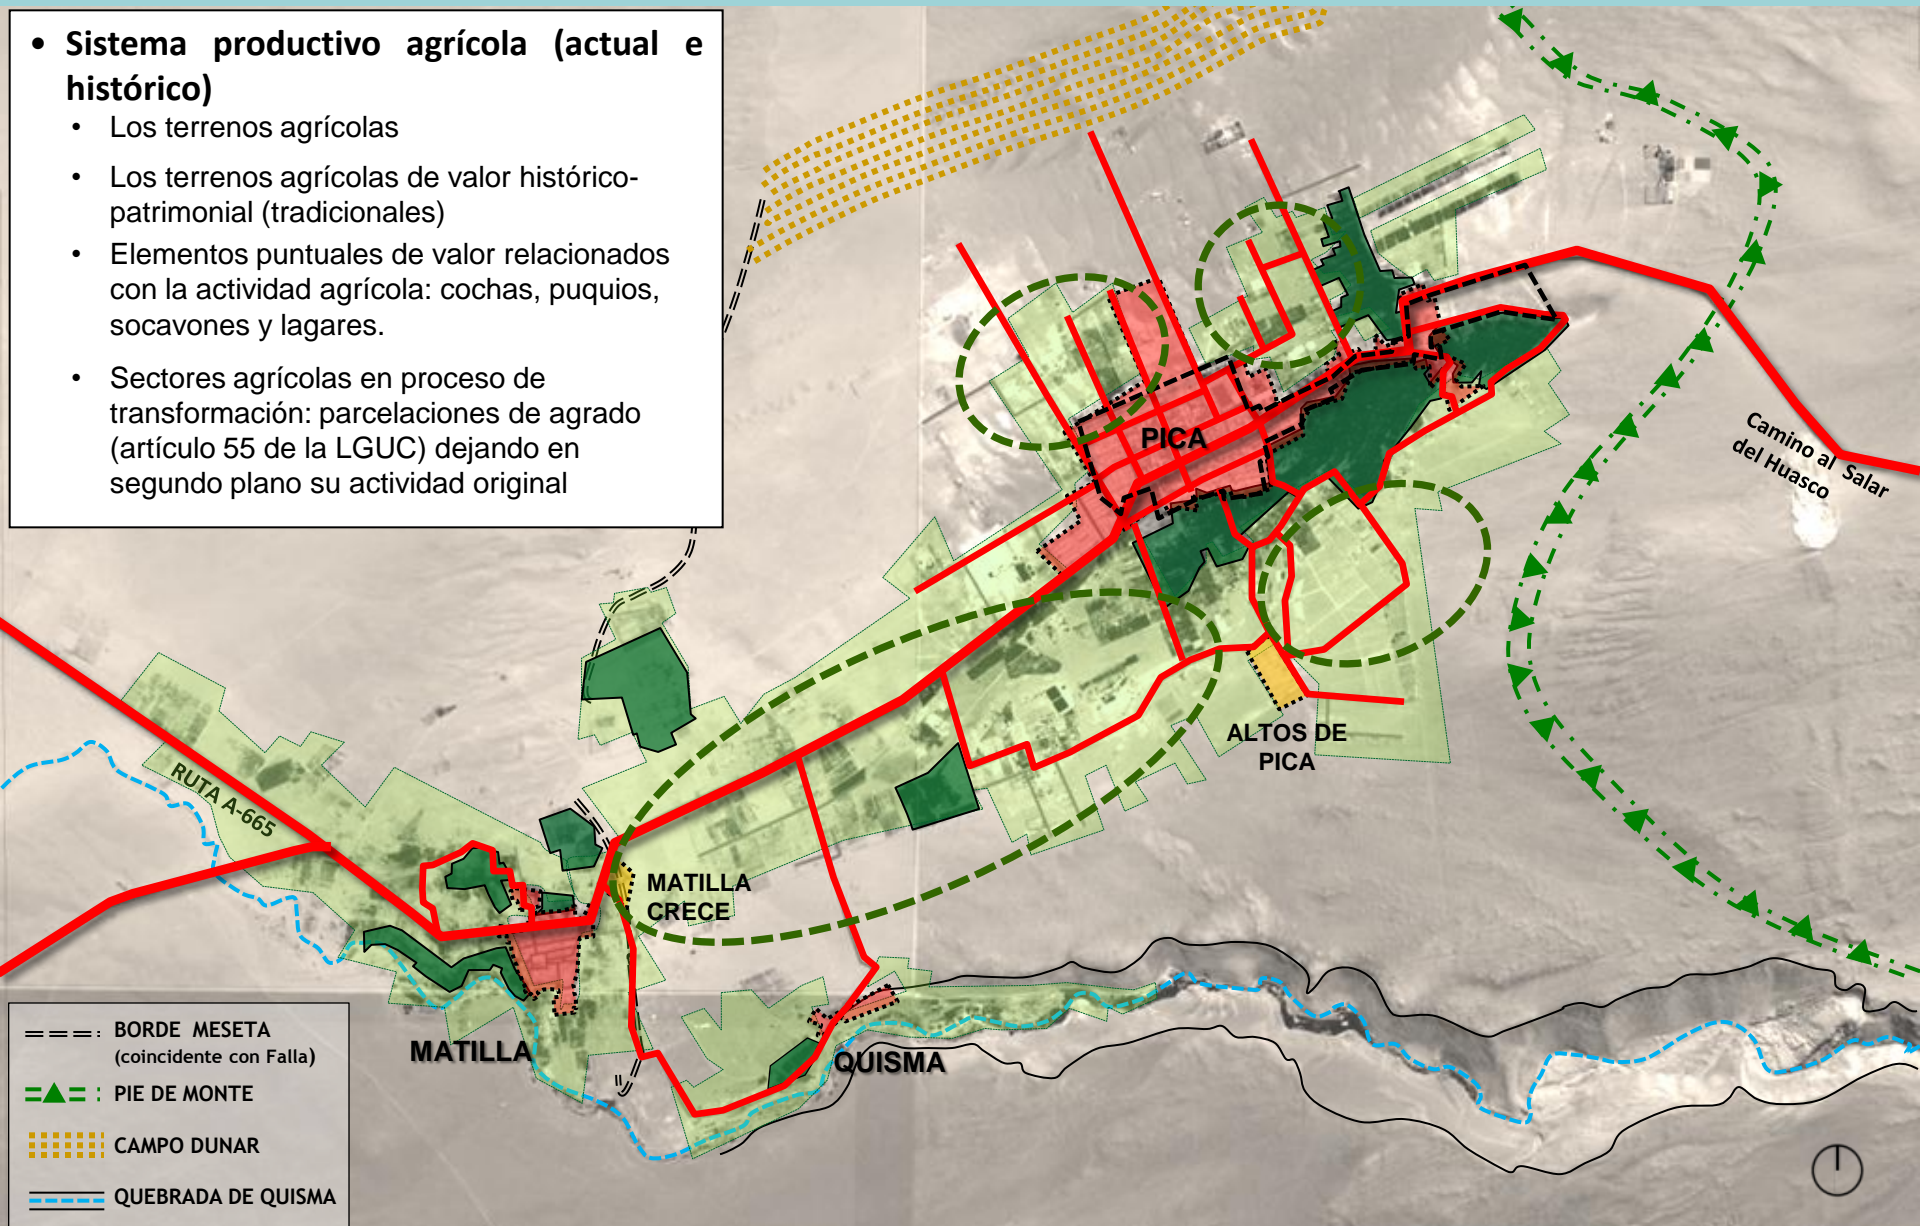 • Sistema productivo agrícola (actual e
histórico)
• Los terrenos agrícolas
• Los terrenos agrícolas de valor histórico-
patrimonial (tradicionales)
• Elementos puntuales de valor relacionados
con la actividad agrícola: cochas, puquios,
socavones y lagares.
• Sectores agrícolas en proceso de
transformación: parcelaciones de agrado
(artículo 55 de la LGUC) dejando en
segundo plano su actividad original
PICA
Camino al Salar
del Huasco
ALTOS DE
PICA
RUTA A-665
MATILLA
CRECE
MATILLA
QUISMA
BORDE MESETA
(coincidente con Falla)
PIE DE MONTE
CAMPO DUNAR
QUEBRADA DE QUISMA